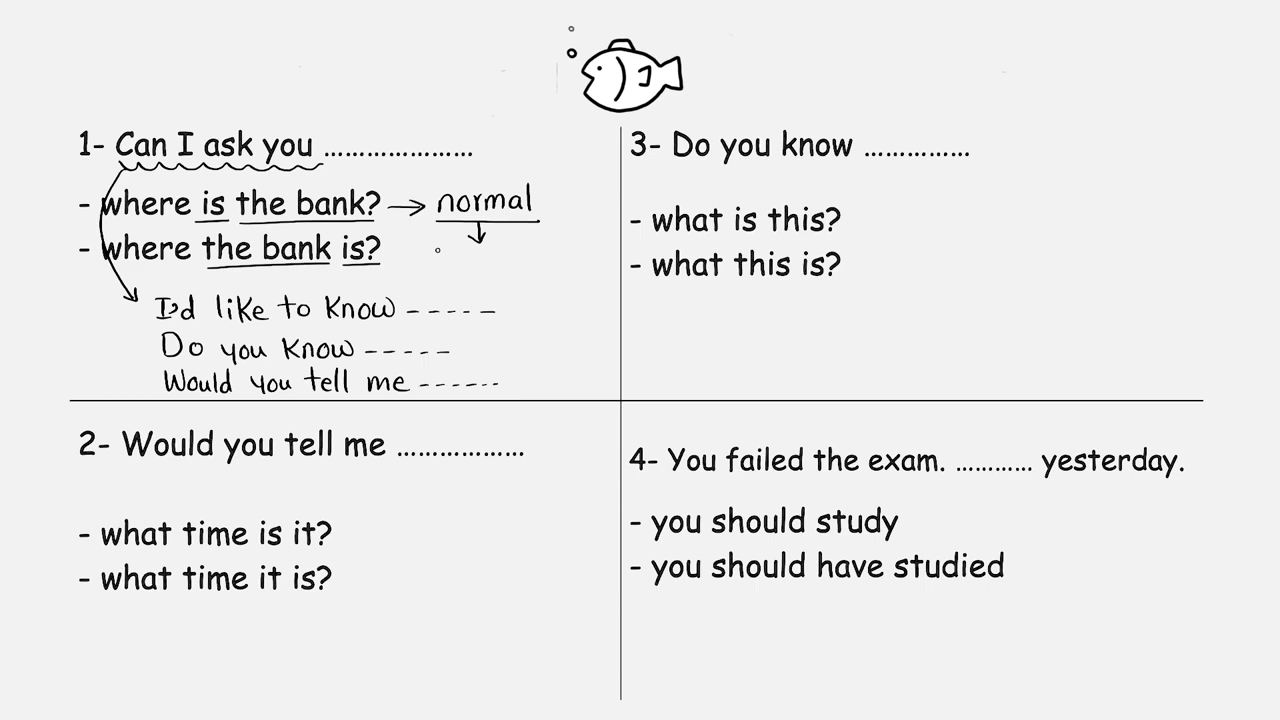 1- Can I ask you .....................
- where is the bank? → normal
- where the bank is?
I'd like to know -----
Do you know -----
Would you tell me ------
2- Would you tell me ..................
- what time is it?
- what time it is?
3- Do you know ...............
- what is this?
- what this is?
4- You failed the exam. ........... yesterday.
- you should study
- you should have studied